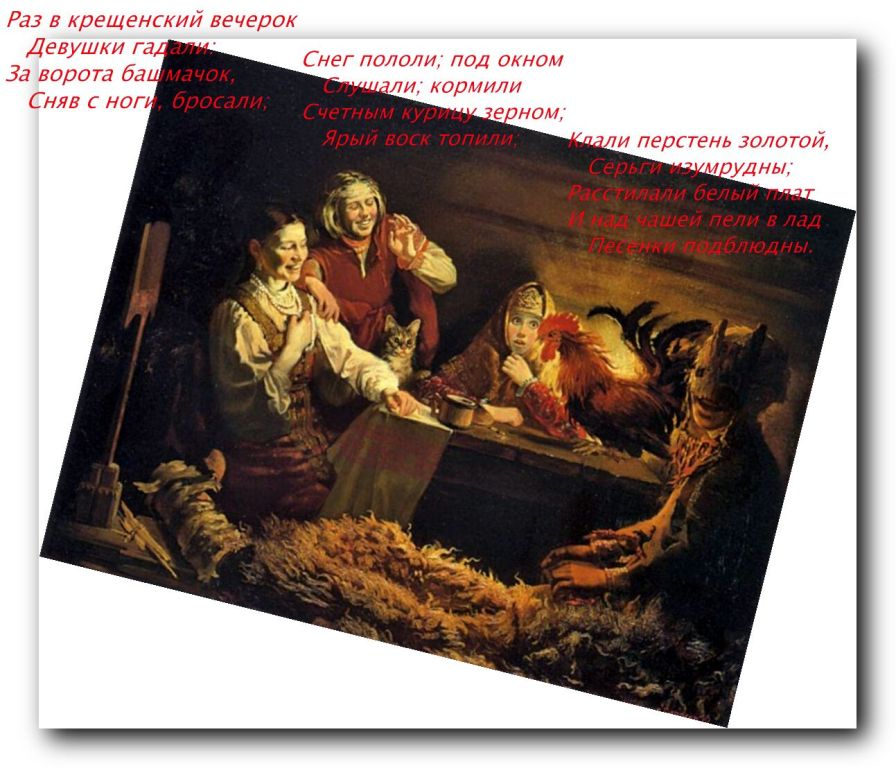 Раз в крещенский вечерок
Девушки гадали;
За ворота башмачок,
Сняв с ноги, бросали;
Снег пололи; под окном
Слушали; кормили
Счетным курицу зерном;
Ярый воск топили;
Клали перстень золотой,
Серьги изумрудны;
Расстилали белый плат
И над чашей пели в лад
Песенки подблюдны.